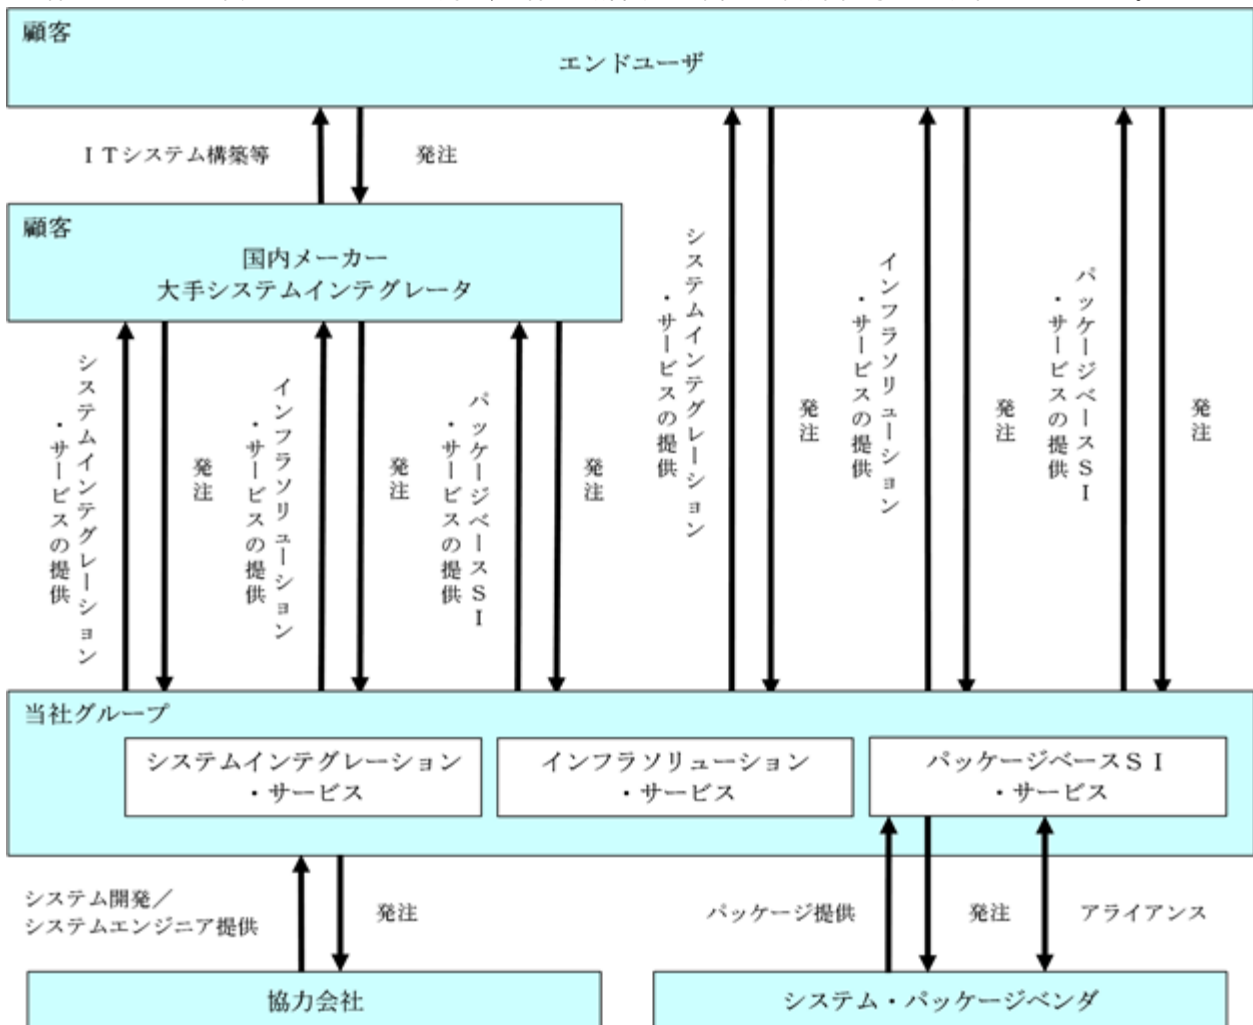 顧客
エンドユーザ
ＩＴシステム構築等
発注
顧客
国内メーカー
大手システムインテグレータ
システムインテグレーション
・サービスの提供
発注
インフラソリューション
・サービスの提供
発注
パッケージベースＳＩ
・サービスの提供
発注
システムインテグレーション
・サービスの提供
発注
インフラソリューション
・サービスの提供
発注
パッケージベースＳＩ
・サービスの提供
発注
当社グループ
システムインテグレーション
・サービス
インフラソリューション
・サービス
パッケージベースＳＩ
・サービス
システム開発／
システムエンジニア提供
発注
パッケージ提供
発注
アライアンス
協力会社
システム・パッケージベンダ